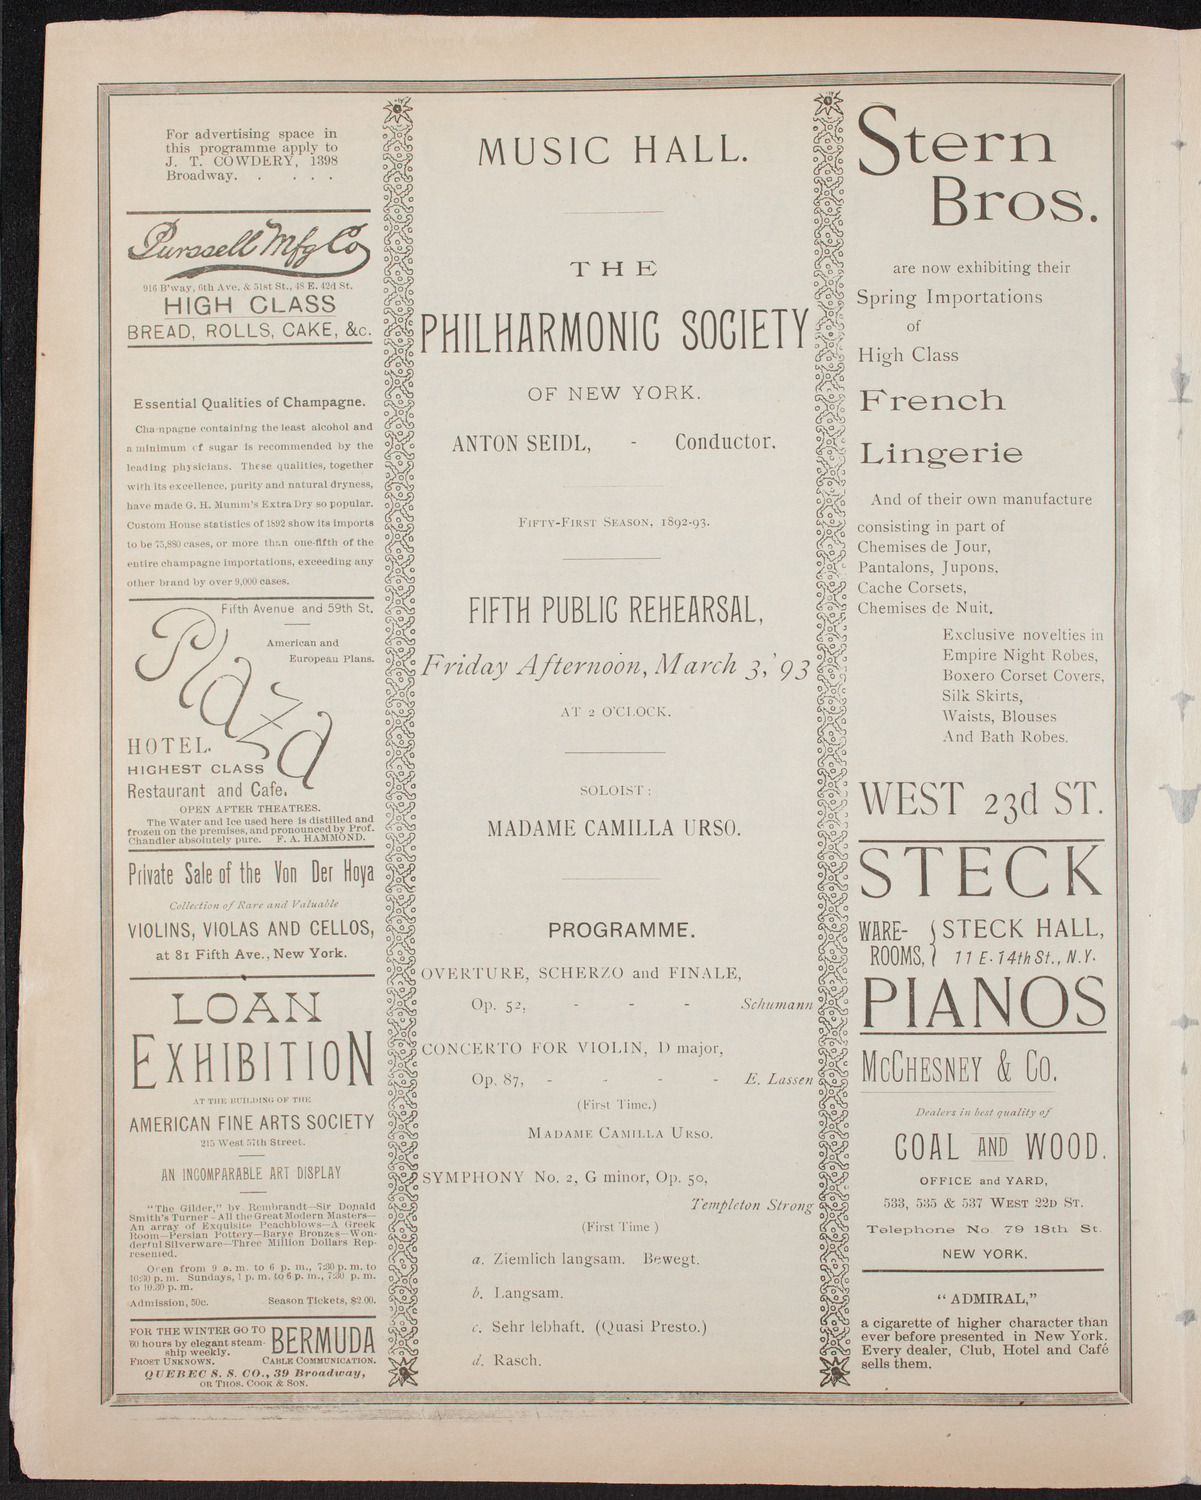 For advertising space in
this programme apply to
J. T. COWDERY, 1398
Broadway. . . . .
Purssell Mfg Co
916 B'way, 6th Ave. & 51st St., 48 E. 42d St.
HIGH CLASS
BREAD, ROLLS, CAKE, &c.
Essential Qualities of Champagne.
Champagne containing the least alcohol and
a minimum of sugar is recommended by the
leading physicians. These qualities, together
with its excellence, purity and natural dryness,
have made G. H. Mumm's Extra Dry so popular.
Custom House statistics of 1892 show its imports
to be 75,880 cases, or more than one-fifth of the
entire champagne importations, exceeding any
other brand by over 9,000 cases.
Fifth Avenue and 59th St.
American and
European Plans.
Plaza
HOTEL.
HIGHEST CLASS
Restaurant and Cafe.
OPEN AFTER THEATRES.
The Water and Ice used here is distilled and
frozen on the premises, and pronounced by Prof.
Chandler absolutely pure. F. A. HAMMOND.
Private Sale of the Von Der Hoya
Collection of Rare and Valuable
VIOLINS, VIOLAS AND CELLOS,
at 81 Fifth Ave., New York.
LOAN
EXHIBITION
AT THE BUILDING OF THE
AMERICAN FINE ARTS SOCIETY
215 West 57th Street.
AN INCOMPARABLE ART DISPLAY
"The Gilder," by Rembrandt—Sir Donald
Smith's Turner—All the Great Modern Masters—
An array of Exquisite Peachblows—A Greek
Room—Persian Pottery—Barye Bronzes—Won-
derful Silverware—Three Million Dollars Rep-
resented.
Open from 9 a. m. to 6 p. m., 7:30 p. m. to
10:30 p. m. Sundays, 1 p. m. to 6 p. m., 7:30 p. m.
to 10.30 p. m.
Admission, 50c. Season Tickets, $2.00.
FOR THE WINTER GO TO BERMUDA
60 hours by elegant steam-
ship weekly.
FROST UNKNOWN. CABLE COMMUNICATION.
QUEBEC S. S. CO., 39 Broadway,
OR THOS. COOK & SON.
MUSIC HALL.
THE
PHILHARMONIC SOCIETY
OF NEW YORK.
ANTON SEIDL, - Conductor.
FIFTY-FIRST SEASON, 1892-93.
FIFTH PUBLIC REHEARSAL,
Friday Afternoon, March 3,'93
AT 2 O'CLOCK.
SOLOIST:
MADAME CAMILLA URSO.
PROGRAMME.
OVERTURE, SCHERZO and FINALE,
Op. 52, - - - Schumann
CONCERTO FOR VIOLIN, D major,
Op. 87, - - - - E. Lassen
(First Time.)
MADAME CAMILLA URSO.
SYMPHONY No. 2, G minor, Op. 50,
Templeton Strong
(First Time)
a. Ziemlich langsam. Bewegt.
b. Langsam.
c. Sehr lebhaft. (Quasi Presto.)
d. Rasch.
Stern
Bros.
are now exhibiting their
Spring Importations
of
High Class
French
Lingerie
And of their own manufacture
consisting in part of
Chemises de Jour,
Pantalons, Jupons,
Cache Corsets,
Chemises de Nuit,
Exclusive novelties in
Empire Night Robes,
Boxero Corset Covers,
Silk Skirts,
Waists, Blouses
And Bath Robes.
WEST 23d ST.
STECK
WARE-
ROOMS, { STECK HALL,
11 E. 14th St., N.Y.
PIANOS
MCCHESNEY & CO.
Dealers in best quality of
COAL AND WOOD.
OFFICE and YARD,
533, 535 & 537 WEST 22D ST.
Telephone No. 79 18th St.
NEW YORK.
"ADMIRAL,"
a cigarette of higher character than
ever before presented in New York.
Every dealer, Club, Hotel and Café
sells them.